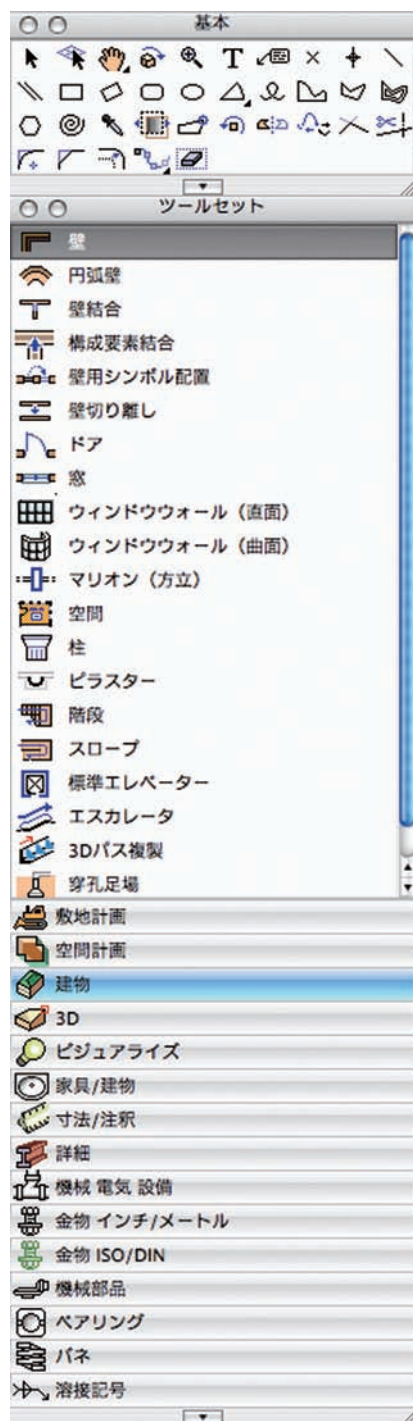 基本
ツールセット
壁
円弧壁
壁結合
構成要素結合
壁用シンボル配置
壁切り離し
ドア
窓
ウィンドウウォール（直面）
ウィンドウウォール（曲面）
マリオン（方立）
空間
柱
ピラスター
階段
スロープ
標準エレベーター
エスカレータ
3Dパス複製
穿孔足場
敷地計画
空間計画
建物
3D
ビジュアライズ
家具/建物
寸法/注釈
詳細
機械 電気 設備
金物 インチ/メートル
金物 ISO/DIN
機械部品
ベアリング
バネ
溶接記号